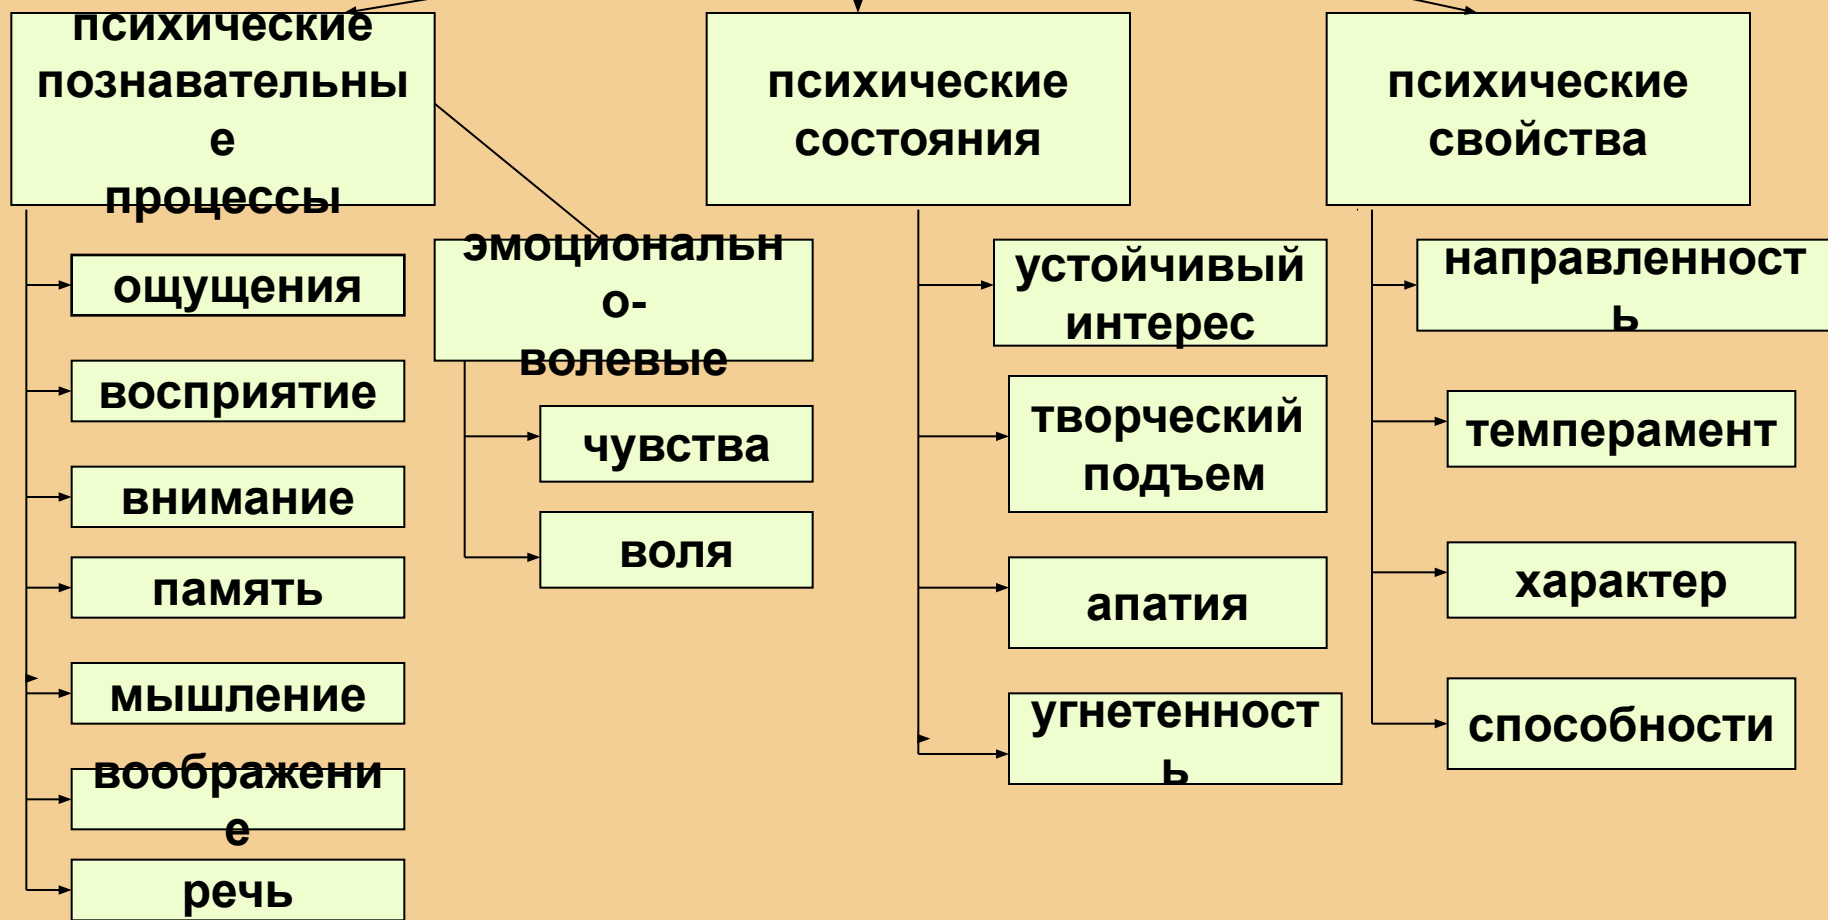 психические
познавательны
е
процессы
ощущения
восприятие
внимание
память
мышление
воображени
е
речь
эмоциональн
о-
волевые
чувства
воля
психические
состояния
устойчивый
интерес
творческий
подъем
апатия
угнетенност
ь
психические
свойства
направленност
ь
темперамент
характер
способности